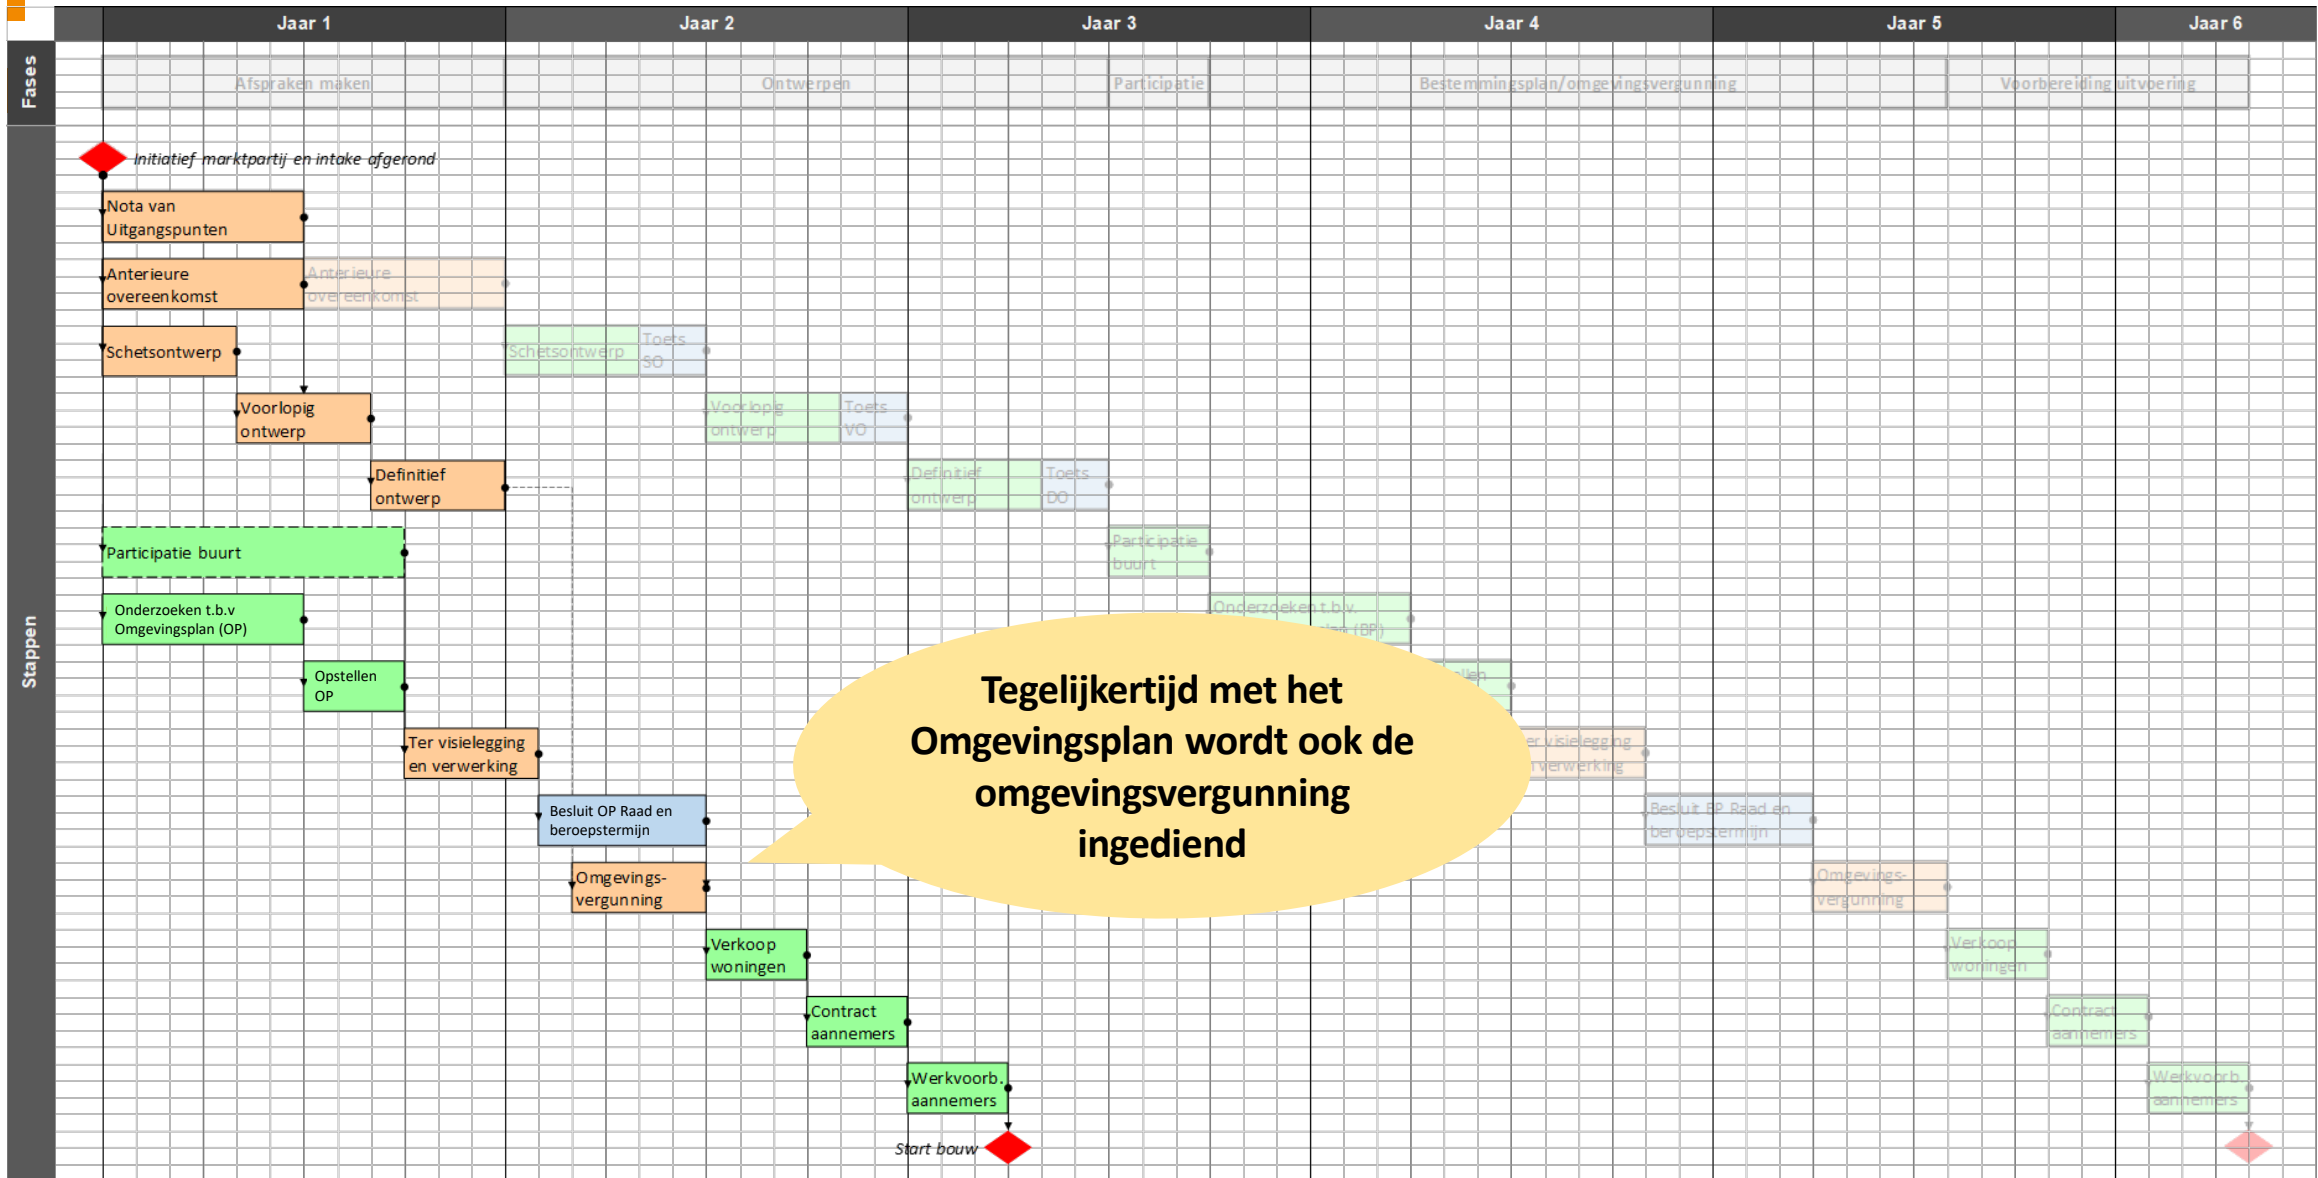 Jaar 1 Jaar 2 Jaar 3 Jaar 4 Jaar 5 Jaar 6
Fases
Afspraken maken Ontwerpen Participatie Bestemmingsplan/omgevingsvergunning Voorbereiding uitvoering
Stappen
Initiatief marktpartij en intake afgerond
Nota van
Uitgangspunten
Anterieure
overeenkomst
Anterieure
overeenkomst
Schetsontwerp
Schetsontwerp
Toets
SO
Voorlopig
ontwerp
Voorlopig
ontwerp
Toets
VO
Definitief
ontwerp
Definitief
ontwerp
Toets
DO
Participatie buurt
Participatie
buurt
Onderzoeken t.b.v
Omgevingsplan (OP)
Onderzoeken t.b.v.
(BP)
Opstellen
OP
Ter visielegging
en verwerking
visielegging
verwerking
Besluit OP Raad en
beroepstermijn
Besluit BP Raad en
beroepstermijn
Omgevings-
vergunning
Omgevings-
vergunning
Verkoop
woningen
Verkoop
woningen
Contract
aannemers
Contract
aannemers
Werkvoorb.
aannemers
Werkvoorb.
aannemers
Start bouw
Tegelijkertijd met het
Omgevingsplan wordt ook de
omgevingsvergunning
ingediend